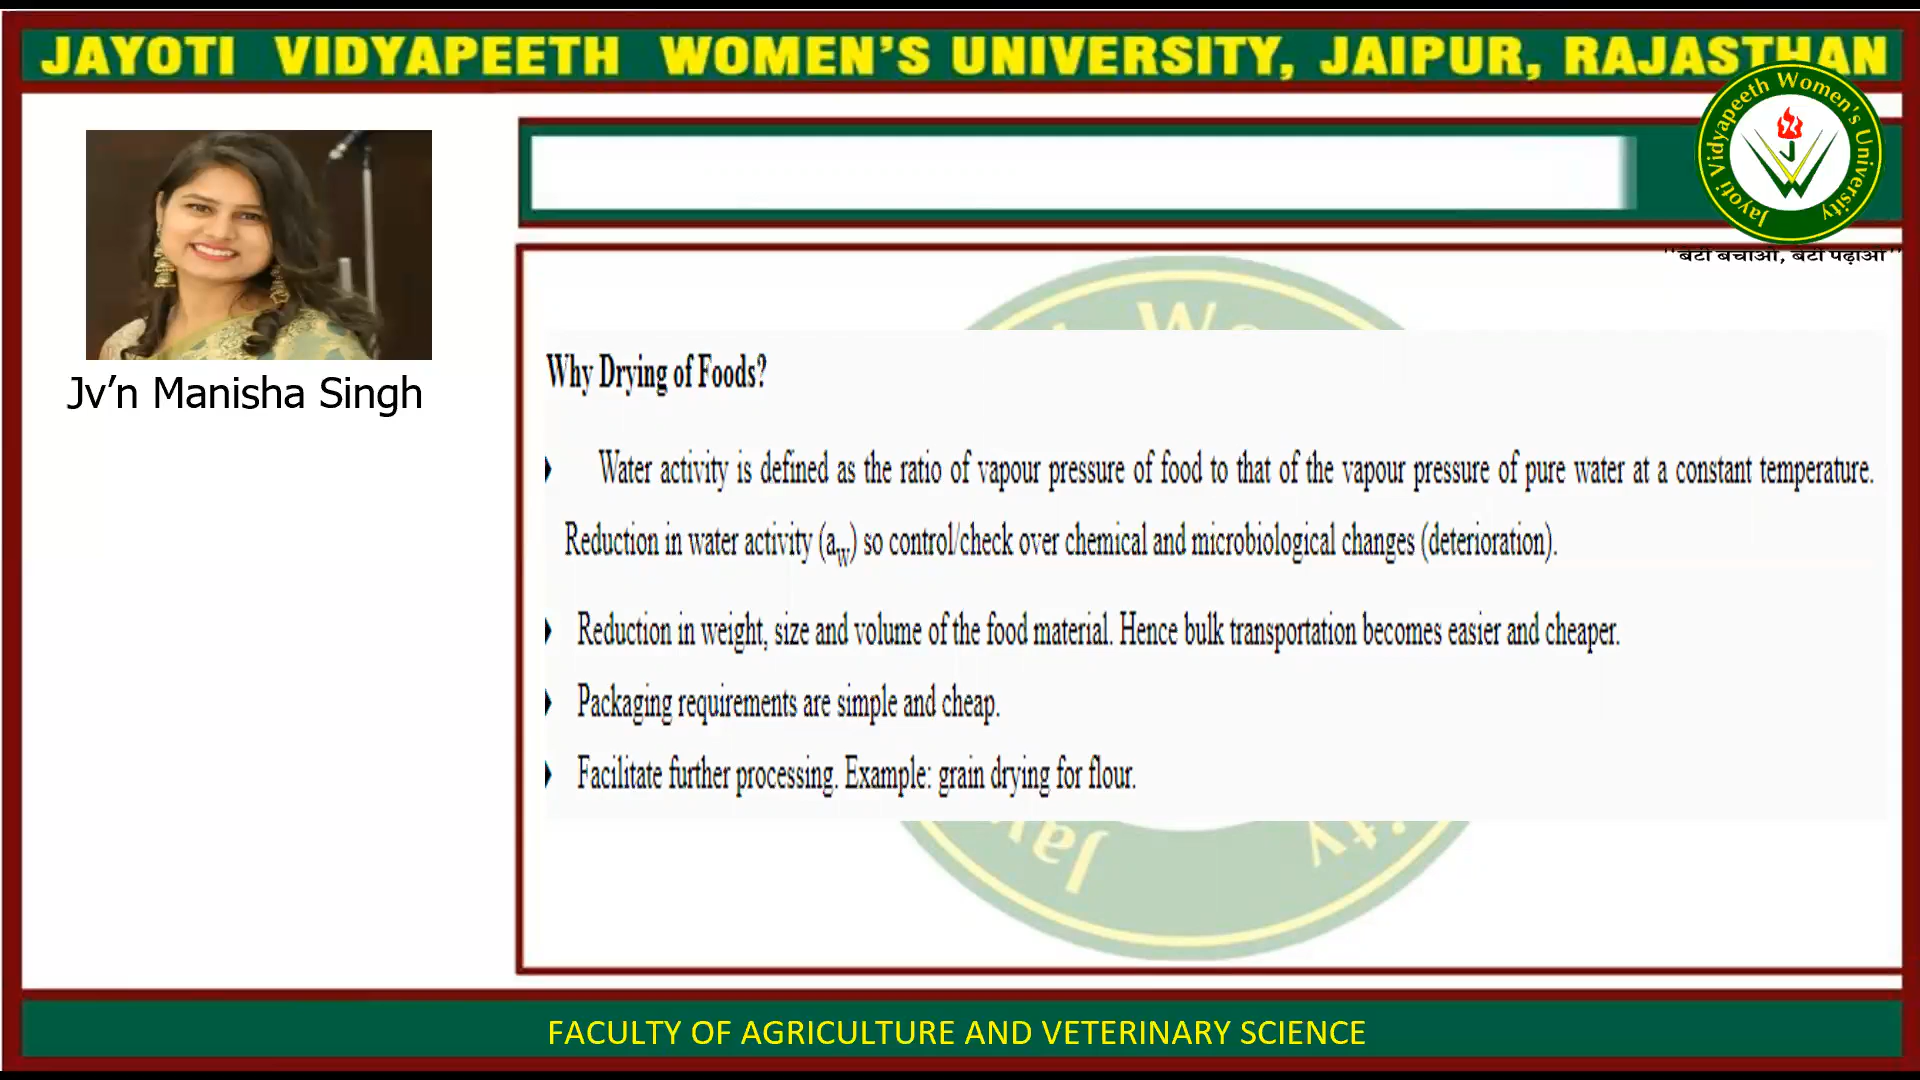 JAYOTI VIDYAPEETH WOMEN'S UNIVERSITY, JAIPUR, RAJASTHAN
Jayoti Vidyapeeth Women's University
"बेटी बचाओ, बेटी पढ़ाओ"
Jv'n Manisha Singh
Why Drying of Foods?
Water activity is defined as the ratio of vapour pressure of food to that of the vapour pressure of pure water at a constant temperature.
Reduction in water activity (aw) so control/check over chemical and microbiological changes (deterioration).
Reduction in weight, size and volume of the food material. Hence bulk transportation becomes easier and cheaper.
Packaging requirements are simple and cheap.
Facilitate further processing. Example: grain drying for flour.
FACULTY OF AGRICULTURE AND VETERINARY SCIENCE